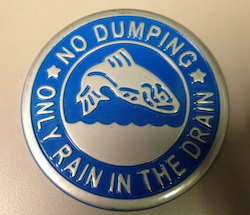 NO DUMPING
ONLY RAIN IN THE DRAIN